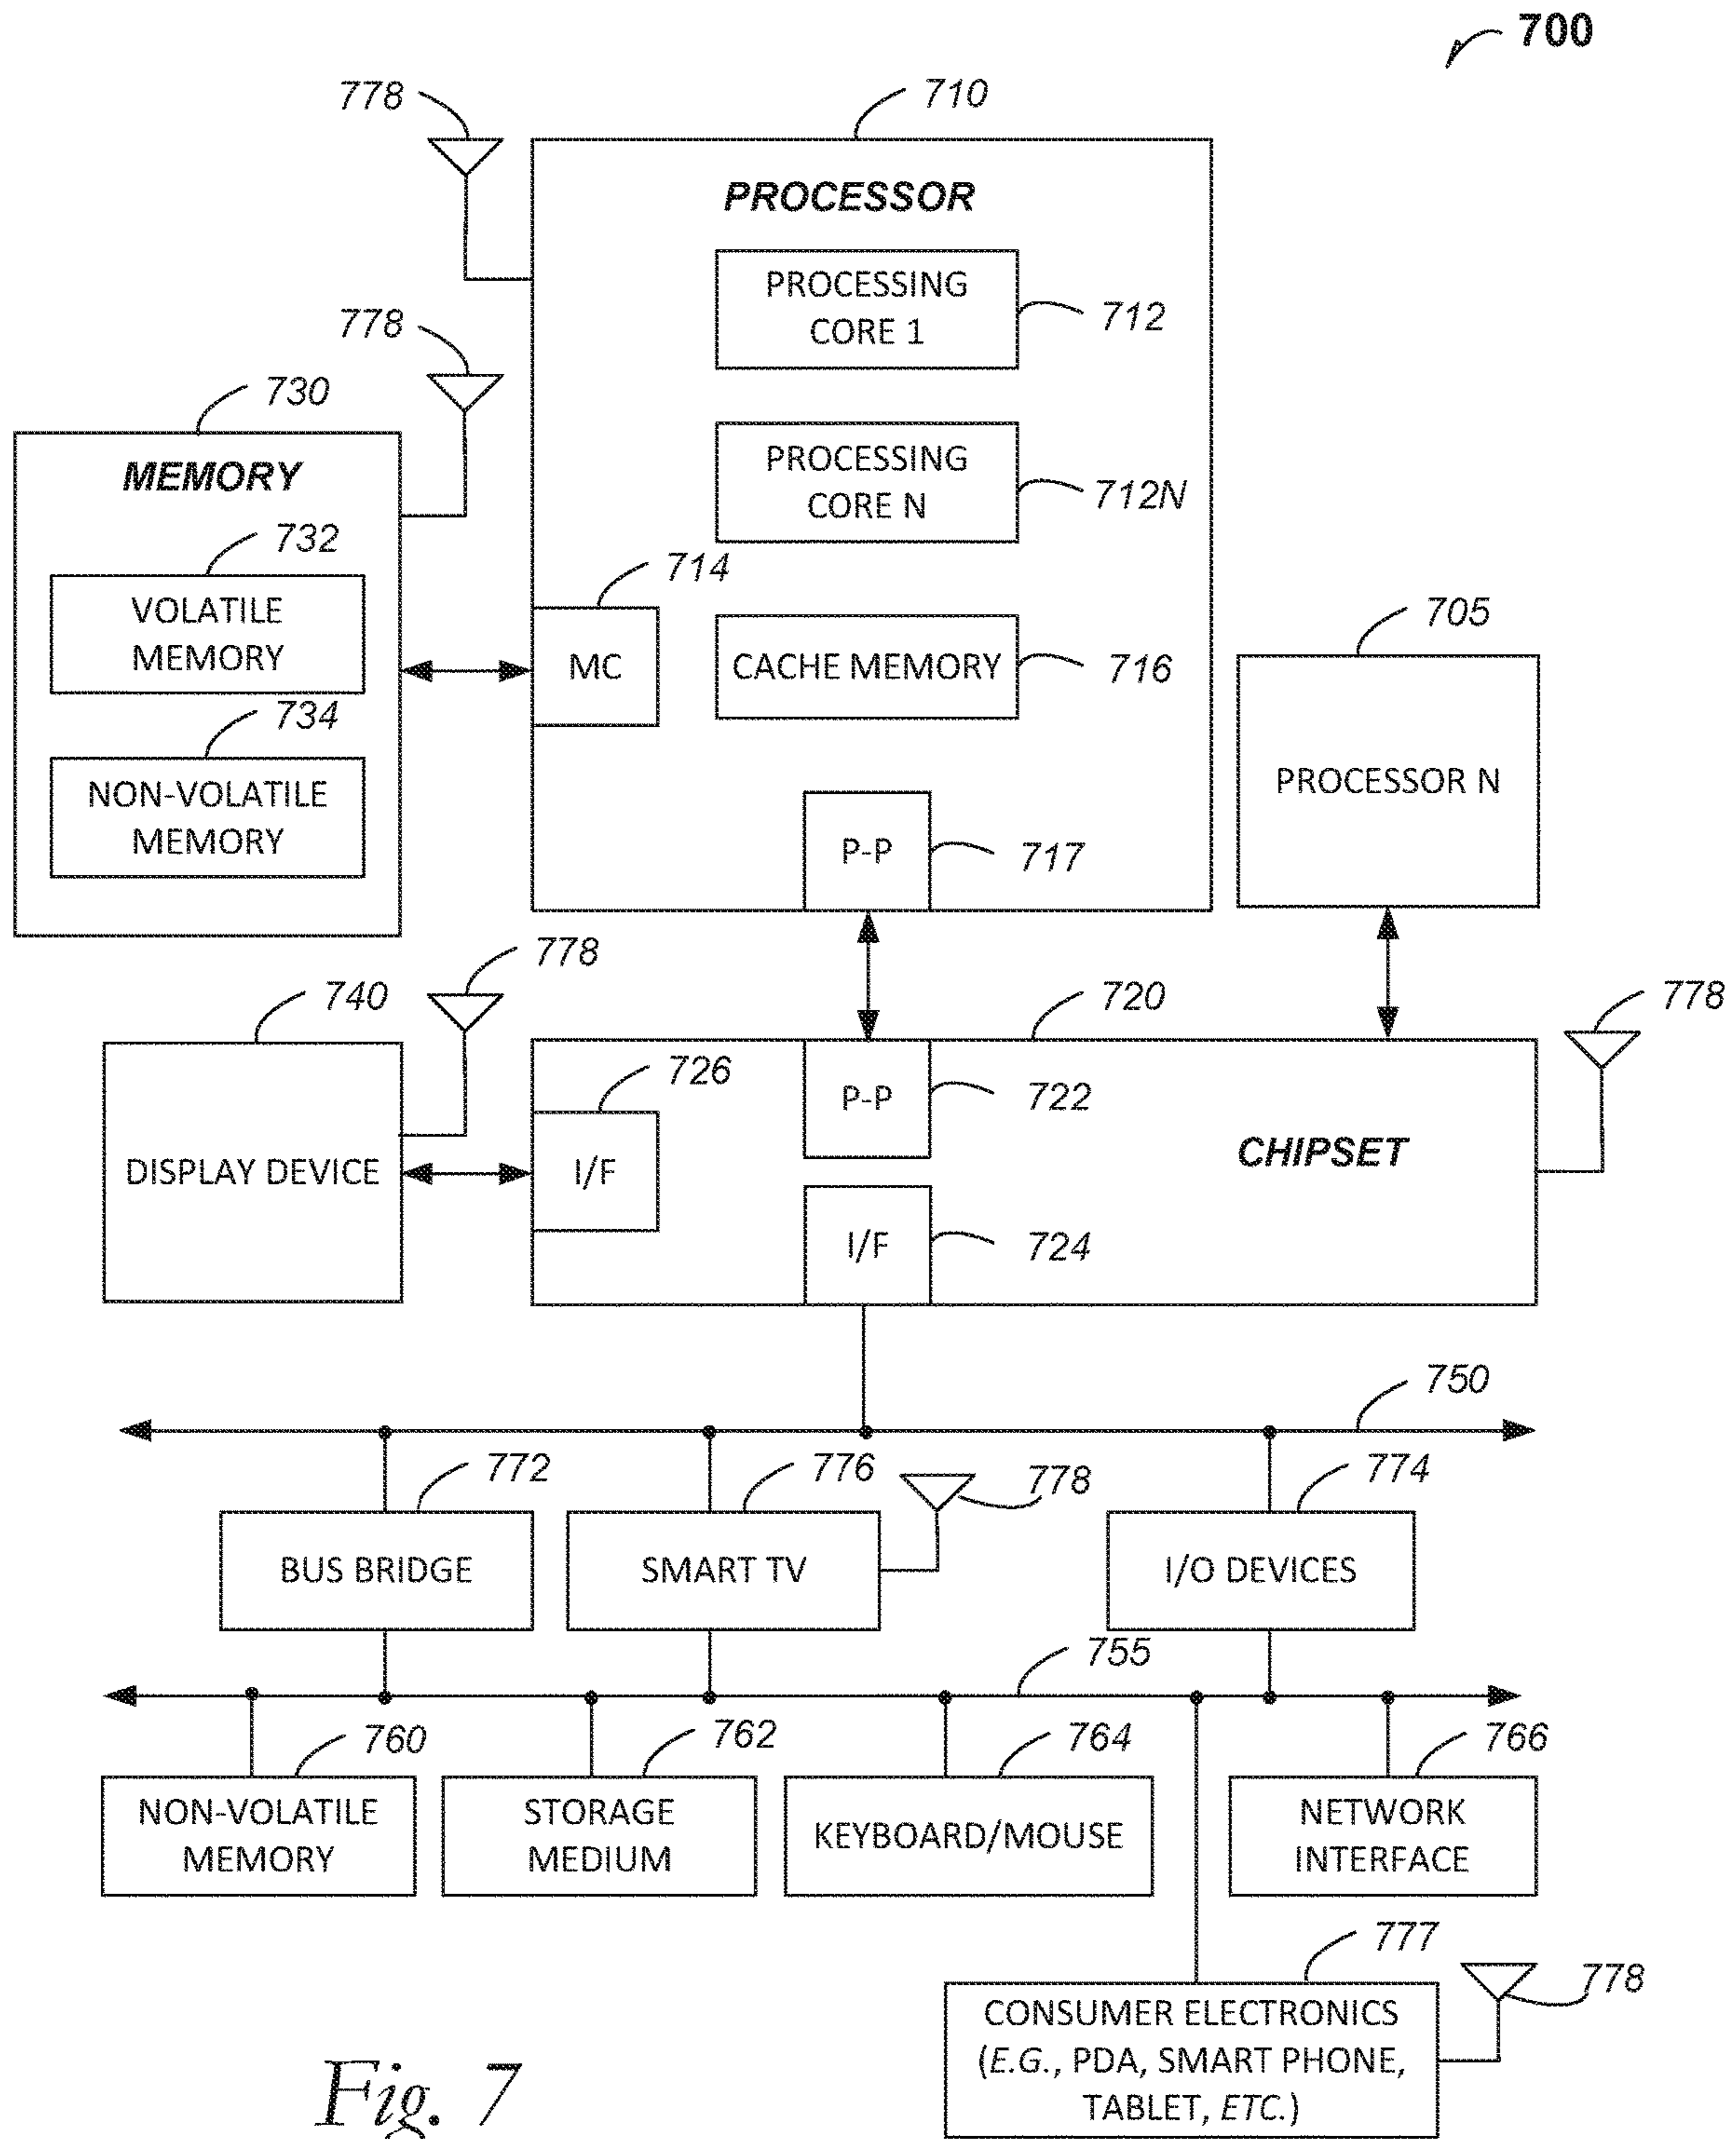 700
778
710
PROCESSOR
PROCESSING
CORE 1
712
778
730
MEMORY
PROCESSING
CORE N
712N
732
VOLATILE
MEMORY
714
MC
CACHE MEMORY
716
705
PROCESSOR N
734
NON-VOLATILE
MEMORY
P-P
717
778
740
DISPLAY DEVICE
720
778
726
I/F
P-P
722
CHIPSET
I/F
724
750
772
BUS BRIDGE
776
SMART TV
778
774
I/O DEVICES
755
760
NON-VOLATILE
MEMORY
762
STORAGE
MEDIUM
764
KEYBOARD/MOUSE
766
NETWORK
INTERFACE
777
CONSUMER ELECTRONICS
(E.G., PDA, SMART PHONE,
TABLET, ETC.)
778
Fig. 7